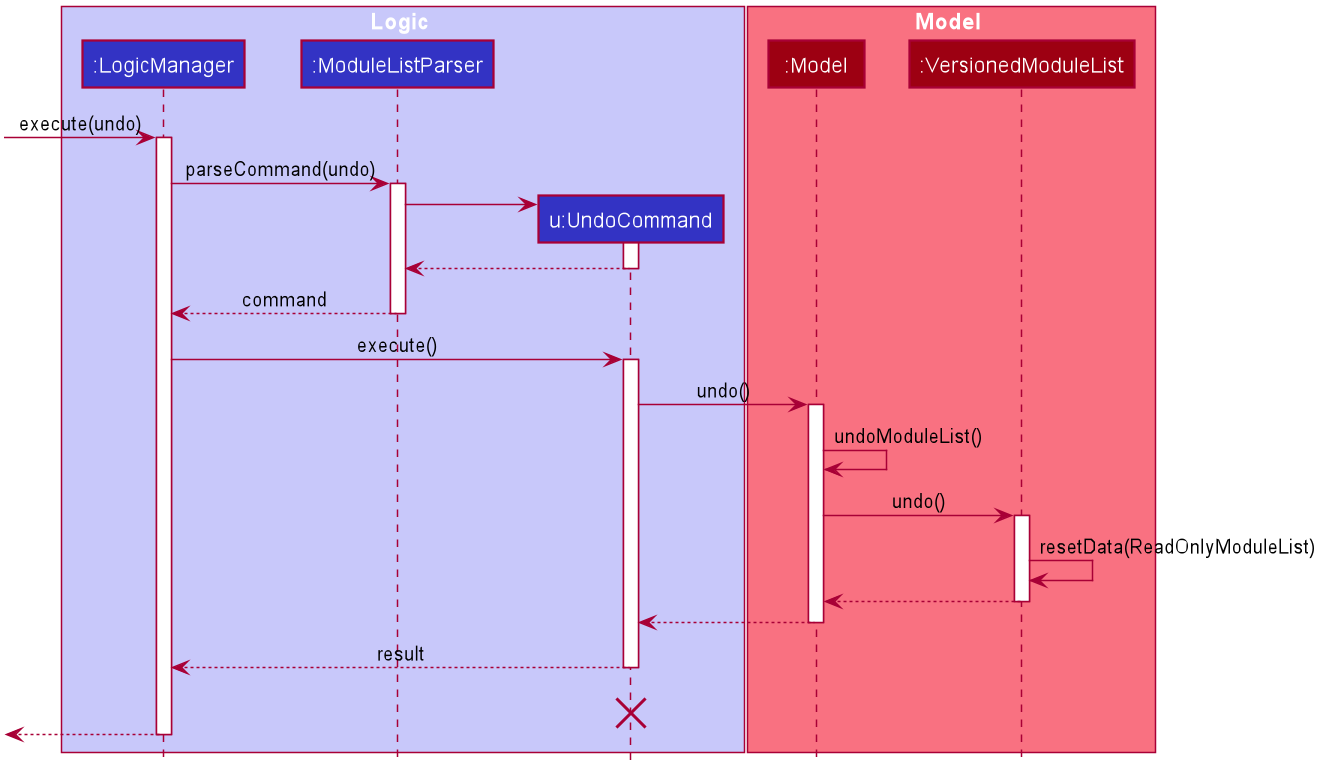 Logic
Model
:LogicManager
:ModuleListParser
:Model
:VersionedModuleList
execute(undo)
parseCommand(undo)
u:UndoCommand
command
execute()
undo()
undoModuleList()
undo()
resetData(ReadOnlyModuleList)
result